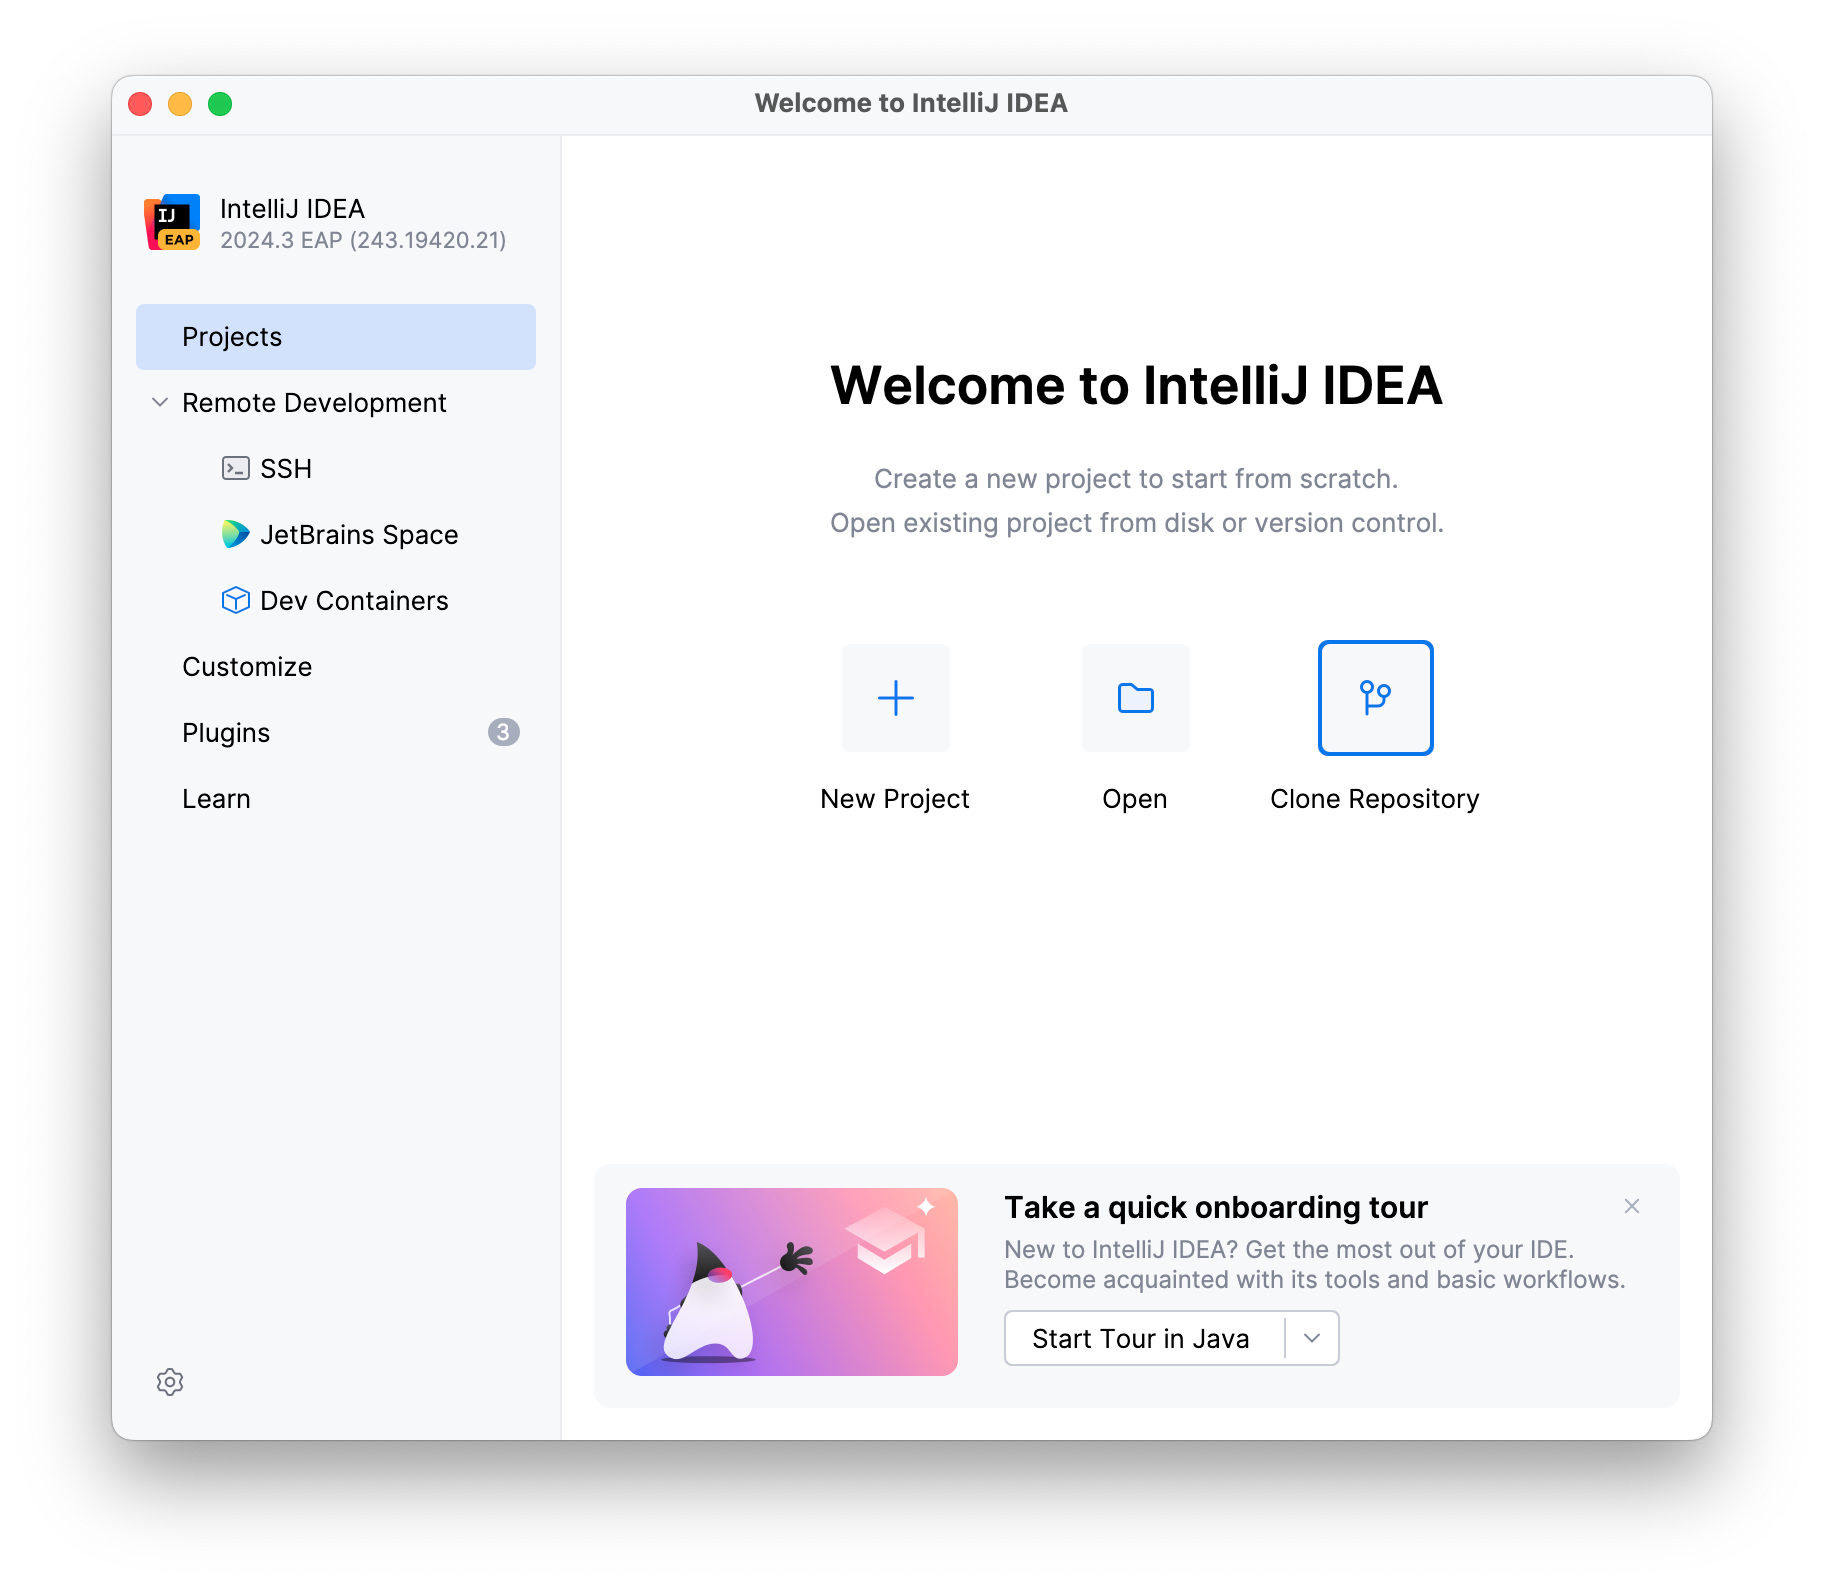 Welcome to IntelliJ IDEA
IJ
EAP
IntelliJ IDEA
2024.3 EAP (243.19420.21)
Projects
Remote Development
SSH
JetBrains Space
Dev Containers
Customize
Plugins 3
Learn
Welcome to IntelliJ IDEA
Create a new project to start from scratch.
Open existing project from disk or version control.
New Project
Open
Clone Repository
Take a quick onboarding tour
New to IntelliJ IDEA? Get the most out of your IDE.
Become acquainted with its tools and basic workflows.
Start Tour in Java